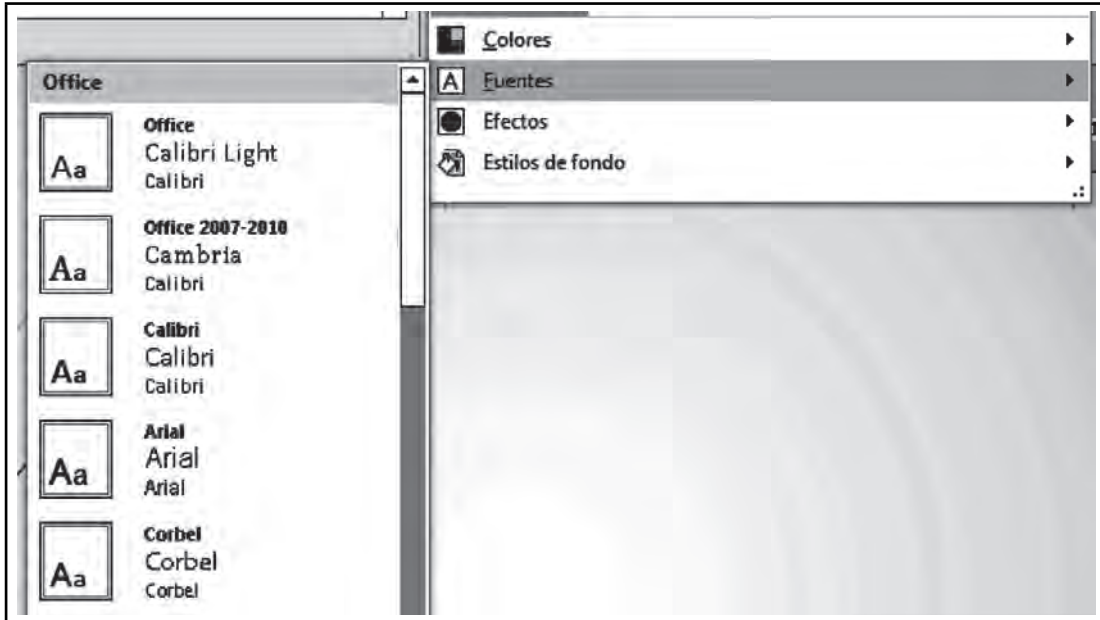 Colores
Fuentes
Efectos
Estilos de fondo
Office
Aa
Office
Calibri Light
Calibri
Aa
Office 2007-2010
Cambria
Calibri
Aa
Calibri
Calibri
Calibri
Aa
Arial
Arial
Arial
Aa
Corbel
Corbel
Corbel